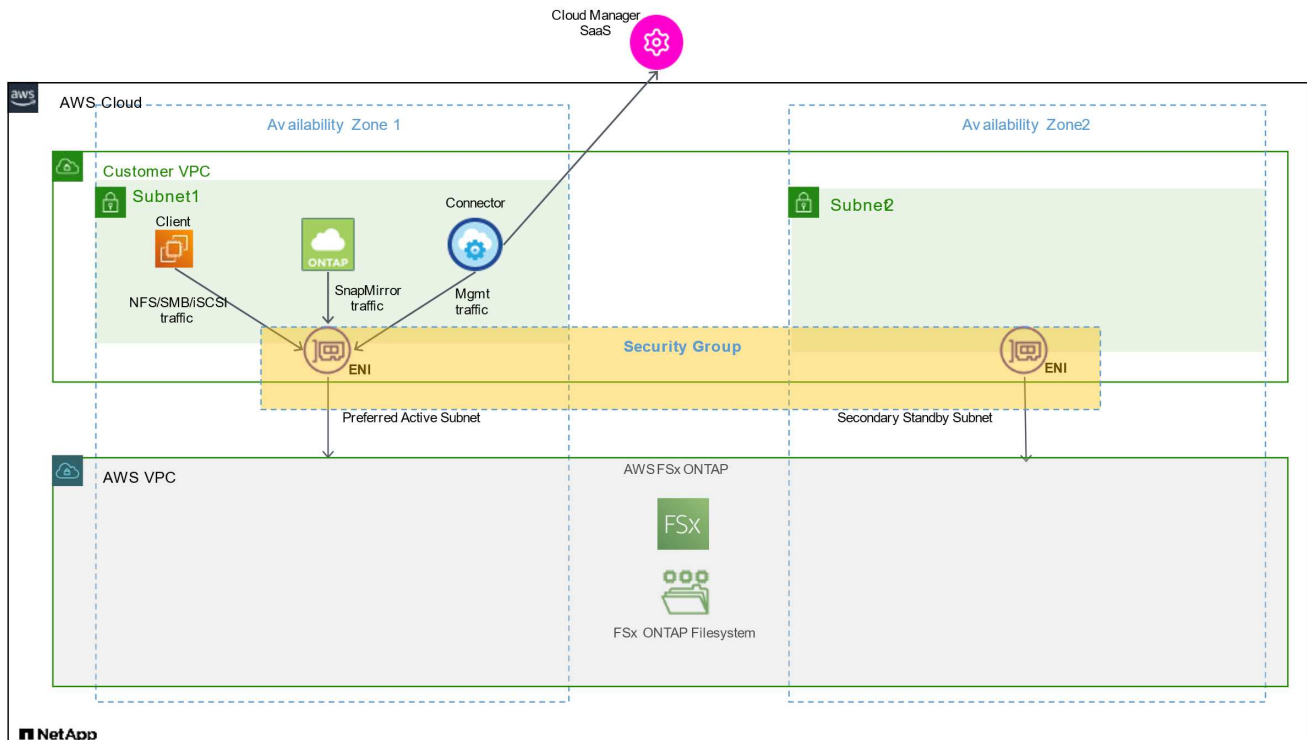 Cloud Manager
SaaS
aws
AWS Cloud
Availability Zone 1
Availability Zone2
Customer VPC
Subnet1
Subnet2
Client
ONTAP
Connector
NFS/SMB/iSCSI
traffic
SnapMirror
traffic
Mgmt
traffic
Security Group
ENI
ENI
Preferred Active Subnet
Secondary Standby Subnet
AWS VPC
AWS FSx ONTAP
FSx
FSx ONTAP Filesystem
NetApp